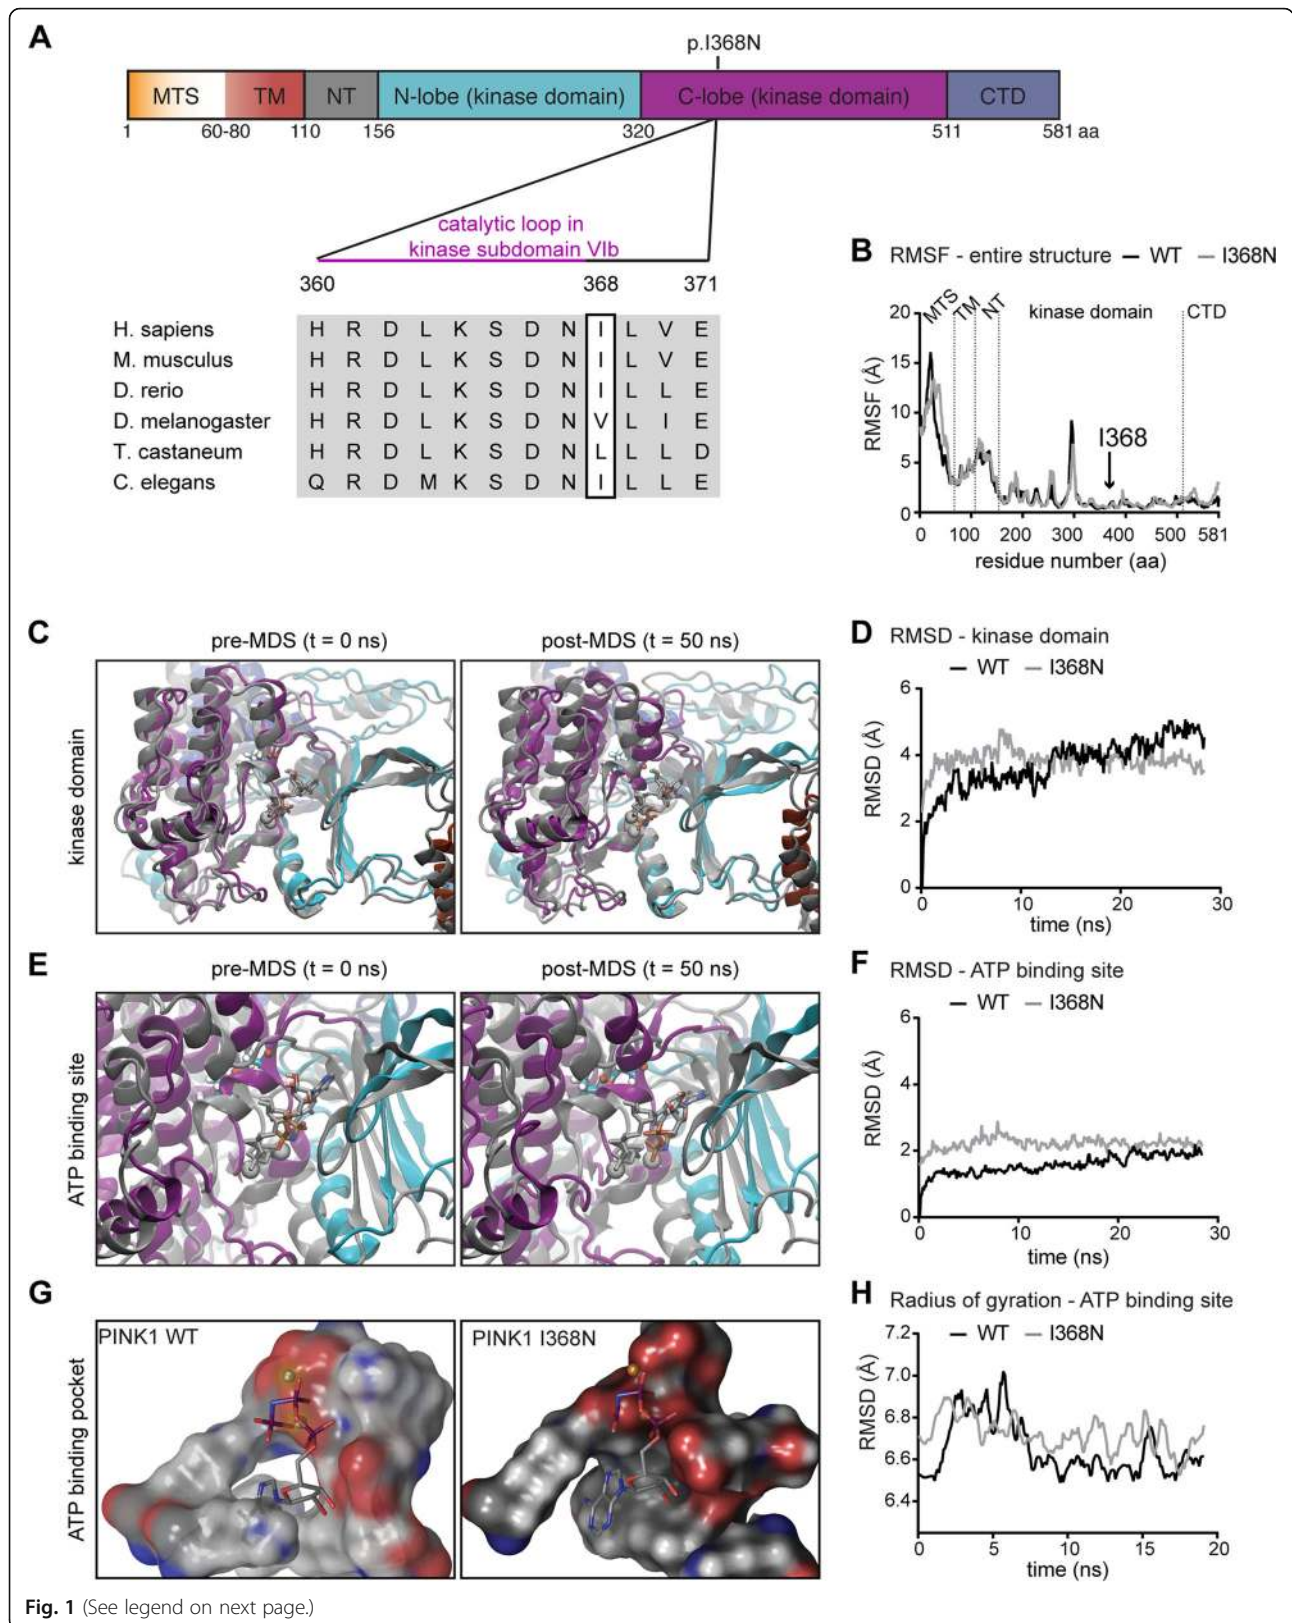 A
p.I368N
MTS TM NT N-lobe (kinase domain) C-lobe (kinase domain) CTD
1 60-80 110 156 320 511 581 aa
catalytic loop in
kinase subdomain VIb
360 368 371
H. sapiens H R D L K S D N I L V E
M. musculus H R D L K S D N I L V E
D. rerio H R D L K S D N I L L E
D. melanogaster H R D L K S D N V L I E
T. castaneum H R D L K S D N L L L D
C. elegans Q R D M K S D N I L L E
B RMSF - entire structure WT I368N
MTS TM NT kinase domain CTD
20
15
10
5
0
RMSF (Å)
I368
0 100 200 300 400 500 581
residue number (aa)
C
pre-MDS (t = 0 ns) post-MDS (t = 50 ns)
kinase domain
D RMSD - kinase domain
WT I368N
6
4
2
0
RMSD (Å)
0 10 20 30
time (ns)
E
pre-MDS (t = 0 ns) post-MDS (t = 50 ns)
ATP binding site
F RMSD - ATP binding site
WT I368N
6
4
2
0
RMSD (Å)
0 10 20 30
time (ns)
G
PINK1 WT PINK1 I368N
ATP binding pocket
H Radius of gyration - ATP binding site
WT I368N
7.2
7.0
6.8
6.6
6.4
RMSD (Å)
0 5 10 15 20
time (ns)
Fig. 1 (See legend on next page.)